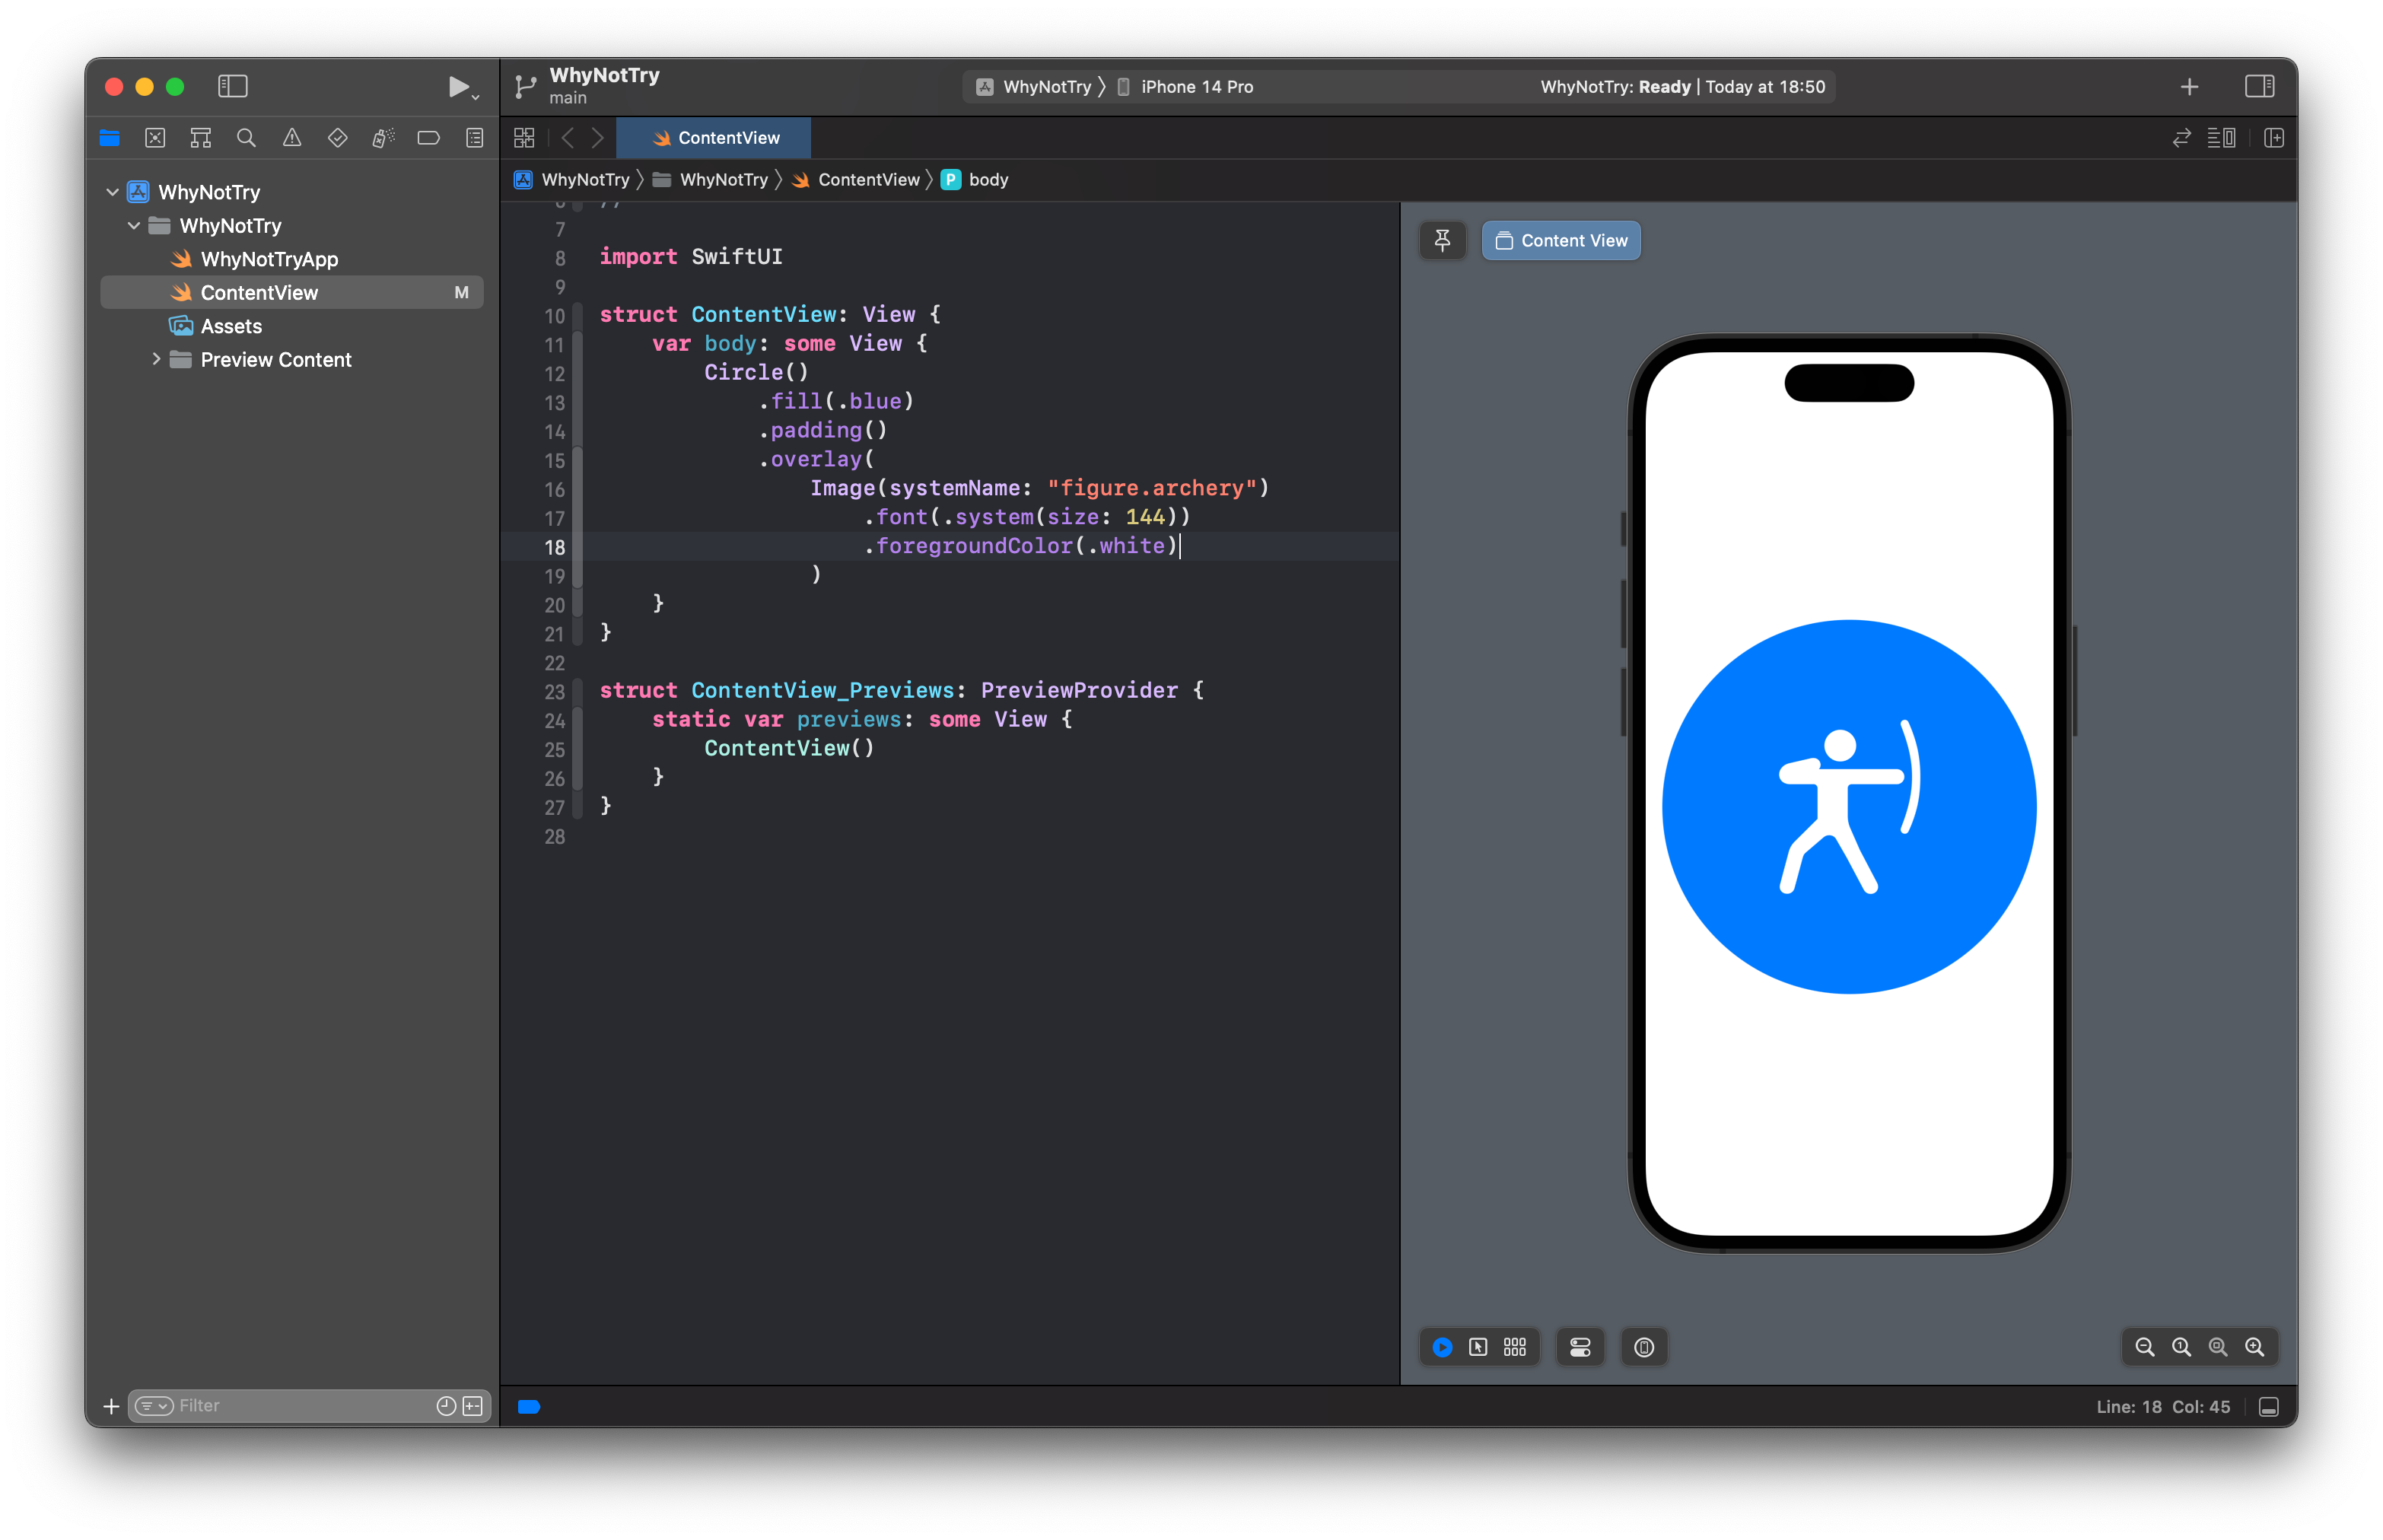 WhyNotTry
main
WhyNotTry
iPhone 14 Pro
WhyNotTry: Ready | Today at 18:50
ContentView
WhyNotTry
WhyNotTry
ContentView
P
body
WhyNotTry
WhyNotTry
WhyNotTryApp
ContentView
M
Assets
Preview Content
6 //
7
8 import SwiftUI
9
10 struct ContentView: View {
11 var body: some View {
12 Circle()
13 .fill(.blue)
14 .padding()
15 .overlay(
16 Image(systemName: "figure.archery")
17 .font(.system(size: 144))
18 .foregroundColor(.white)
19 )
20 }
21 }
22
23 struct ContentView_Previews: PreviewProvider {
24 static var previews: some View {
25 ContentView()
26 }
27 }
28
Content View
Filter
Line: 18 Col: 45